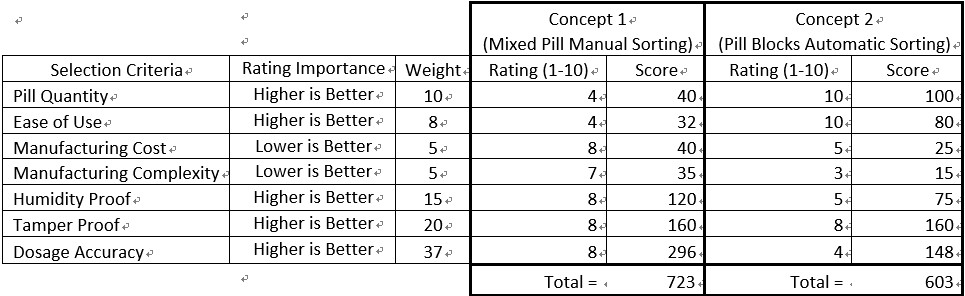 Concept 1 Concept 2
(Mixed Pill Manual Sorting) (Pill Blocks Automatic Sorting)
Selection Criteria Rating Importance Weight Rating (1-10) Score Rating (1-10) Score
Pill Quantity Higher is Better 10 4 40 10 100
Ease of Use Higher is Better 8 4 32 10 80
Manufacturing Cost Lower is Better 5 8 40 5 25
Manufacturing Complexity Lower is Better 5 7 35 3 15
Humidity Proof Higher is Better 15 8 120 5 75
Tamper Proof Higher is Better 20 8 160 8 160
Dosage Accuracy Higher is Better 37 8 296 4 148
Total = 723 Total = 603